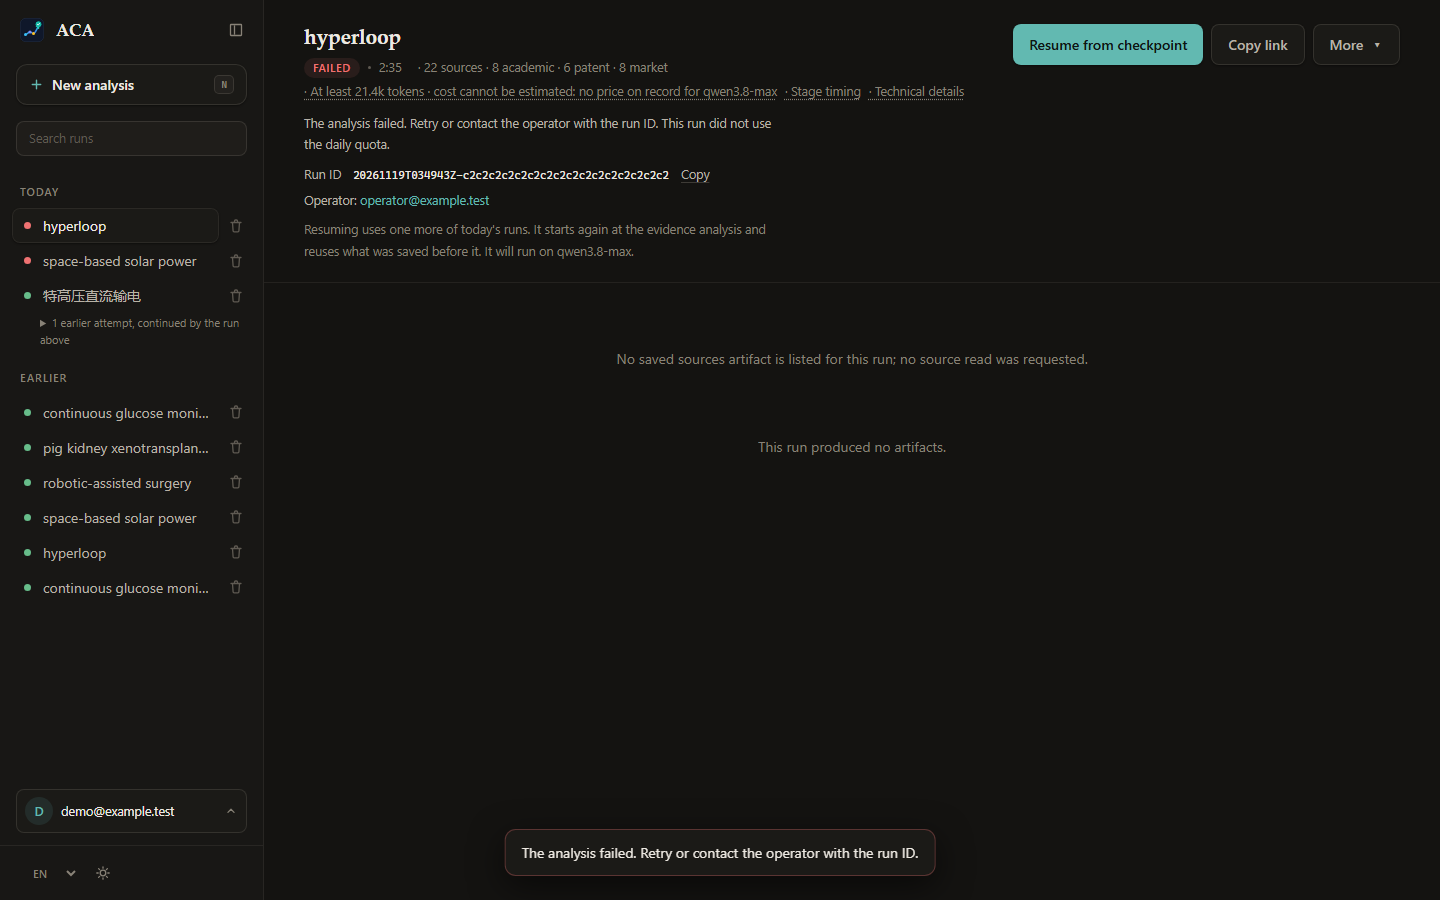 ACA
New analysis
N
Search runs
TODAY
hyperloop
space-based solar power
特高压直流输电
1 earlier attempt, continued by the run
above
EARLIER
continuous glucose moni...
pig kidney xenotransplan...
robotic-assisted surgery
space-based solar power
hyperloop
continuous glucose moni...
D
demo@example.test
EN
hyperloop
FAILED • 2:35 · 22 sources · 8 academic · 6 patent · 8 market
· At least 21.4k tokens · cost cannot be estimated: no price on record for qwen3.8-max · Stage timing · Technical details
The analysis failed. Retry or contact the operator with the run ID. This run did not use
the daily quota.
Run ID 20261119T034943Z-c2c2c2c2c2c2c2c2c2c2c2c2c2c2c2c2 Copy
Operator: operator@example.test
Resuming uses one more of today's runs. It starts again at the evidence analysis and
reuses what was saved before it. It will run on qwen3.8-max.
Resume from checkpoint
Copy link
More
No saved sources artifact is listed for this run; no source read was requested.
This run produced no artifacts.
The analysis failed. Retry or contact the operator with the run ID.